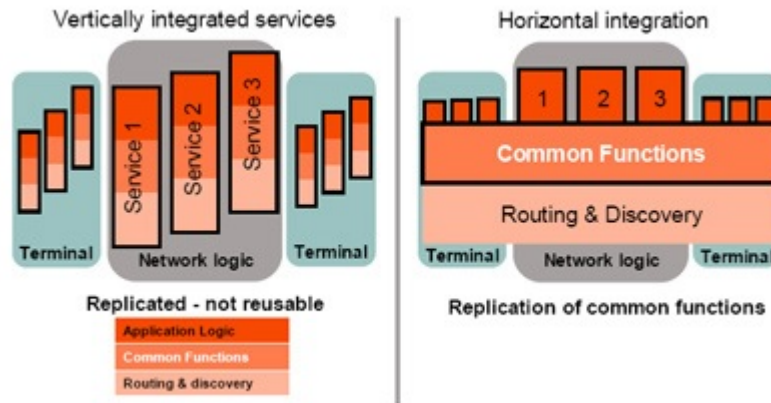 Vertically integrated services
Service 1
Service 2
Service 3
Terminal
Network logic
Terminal
Replicated - not reusable
Application Logic
Common Functions
Routing & discovery
Horizontal integration
1
2
3
Common Functions
Routing & Discovery
Terminal
Network logic
Terminal
Replication of common functions